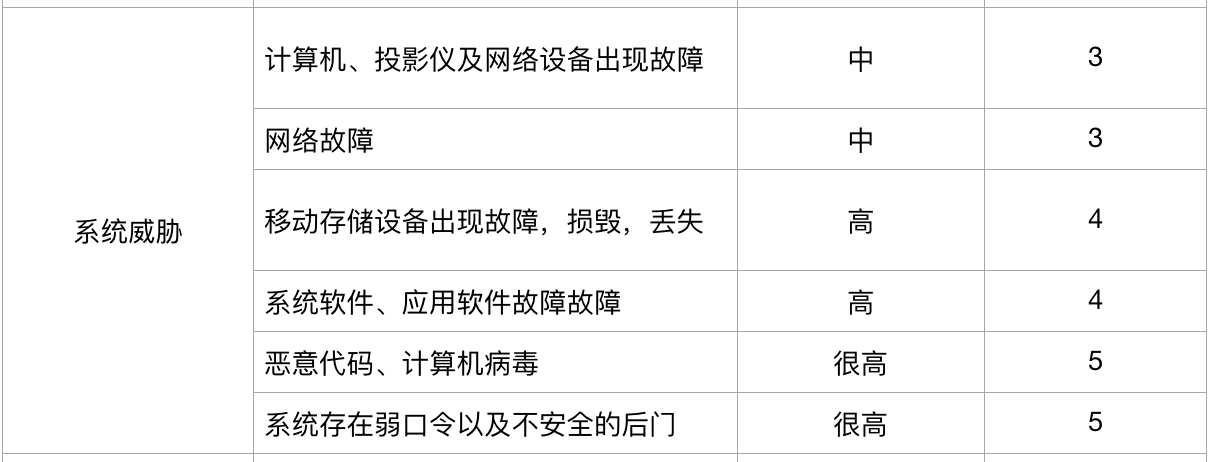 计算机、投影仪及网络设备出现故障 中 3
网络故障 中 3
系统威胁
移动存储设备出现故障，损毁，丢失 高 4
系统软件、应用软件故障故障 高 4
恶意代码、计算机病毒 很高 5
系统存在弱口令以及不安全的后门 很高 5